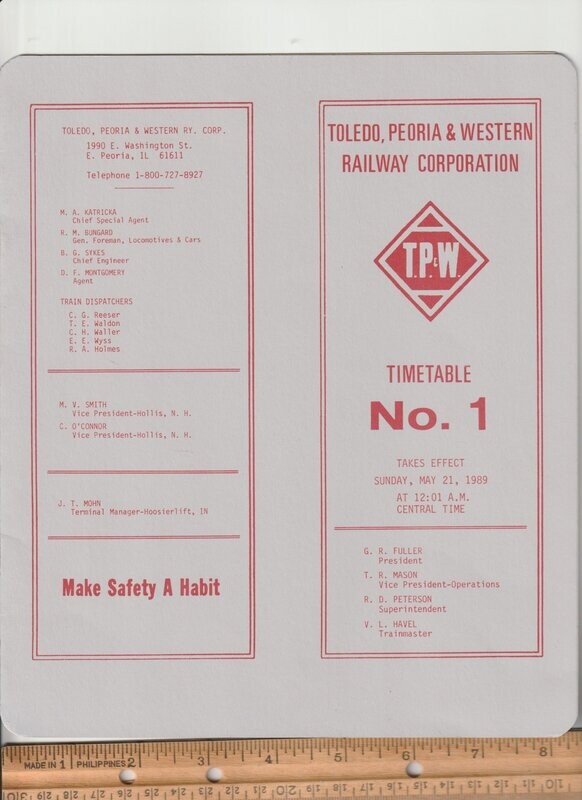 TOLEDO, PEORIA & WESTERN RY. CORP.
1990 E. Washington St.
E. Peoria, IL 61611
Telephone 1-800-727-8927
M. A. KATRICKA
Chief Special Agent
R. M. BUNGARD
Gen. Foreman, Locomotives & Cars
B. G. SYKES
Chief Engineer
D. F. MONTGOMERY
Agent
TRAIN DISPATCHERS
C. G. Reeser
T. E. Waldon
C. H. Waller
E. E. Wyss
R. A. Holmes
M. V. SMITH
Vice President-Hollis, N. H.
C. O'CONNOR
Vice President-Hollis, N. H.
J. T. MOHN
Terminal Manager-Hoosierlift, IN
Make Safety A Habit
TOLEDO, PEORIA & WESTERN
RAILWAY CORPORATION
T.P.&W.
TIMETABLE
No. 1
TAKES EFFECT
SUNDAY, MAY 21, 1989
AT 12:01 A.M.
CENTRAL TIME
G. R. FULLER
President
T. R. MASON
Vice President-Operations
R. D. PETERSON
Superintendent
V. L. HAVEL
Trainmaster
MADE IN 1 PHILIPPINES 2 3 4 5 6 7 8